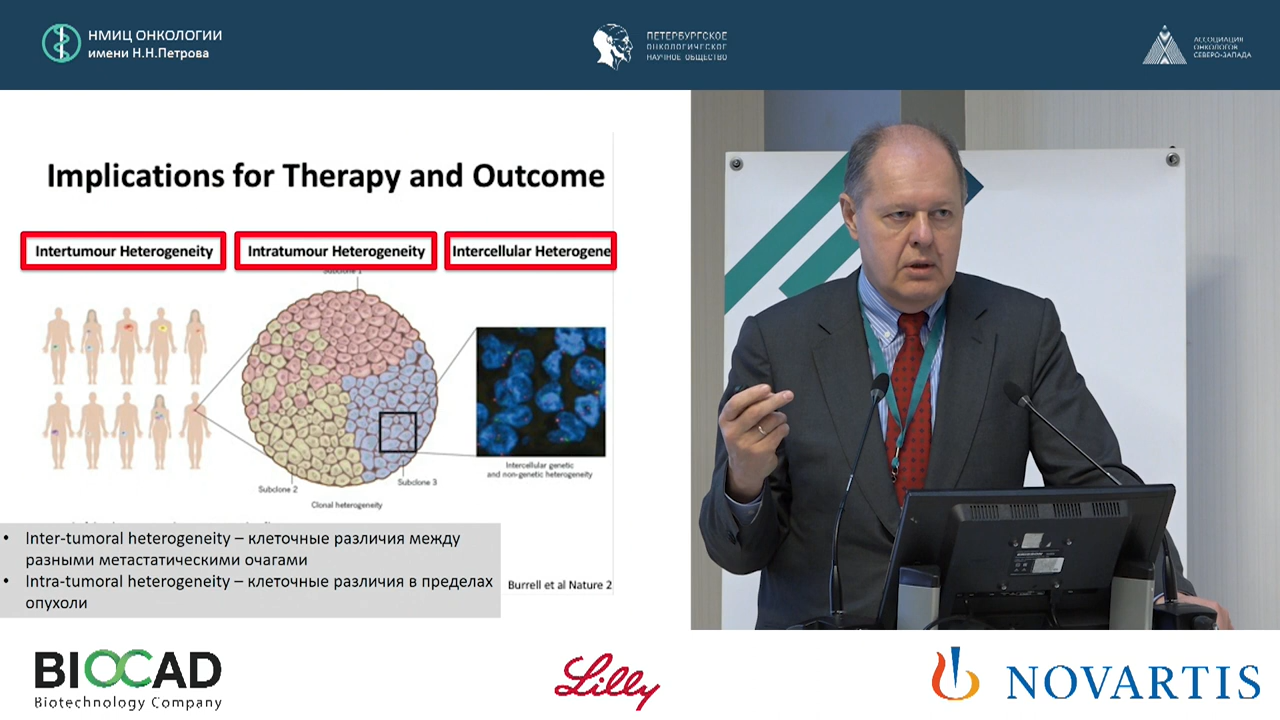 НМИЦ ОНКОЛОГИИ
имени Н.Н.Петрова
ПЕТЕРБУРГСКОЕ
ОНКОЛОГИЧЕСКОЕ
НАУЧНОЕ ОБЩЕСТВО
АССОЦИАЦИЯ
ОНКОЛОГОВ
СЕВЕРО-ЗАПАДА
Implications for Therapy and Outcome
Intertumour Heterogeneity
Intratumour Heterogeneity
Intercellular Heterogene
Subclone 1
Subclone 2
Subclone 3
Clonal heterogeneity
Intercellular genetic
and non-genetic heterogeneity
• Inter-tumoral heterogeneity – клеточные различия между
разными метастатическими очагами
• Intra-tumoral heterogeneity – клеточные различия в пределах
опухоли
Burrell et al Nature 2
BIOCAD
Biotechnology Company
Lilly
NOVARTIS